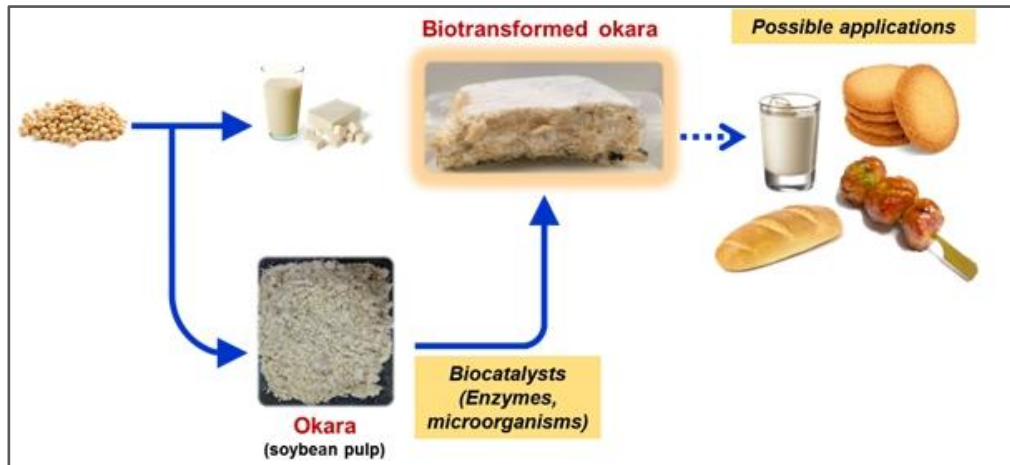 Biotransformed okara
Possible applications
Okara
(soybean pulp)
Biocatalysts
(Enzymes,
microorganisms)